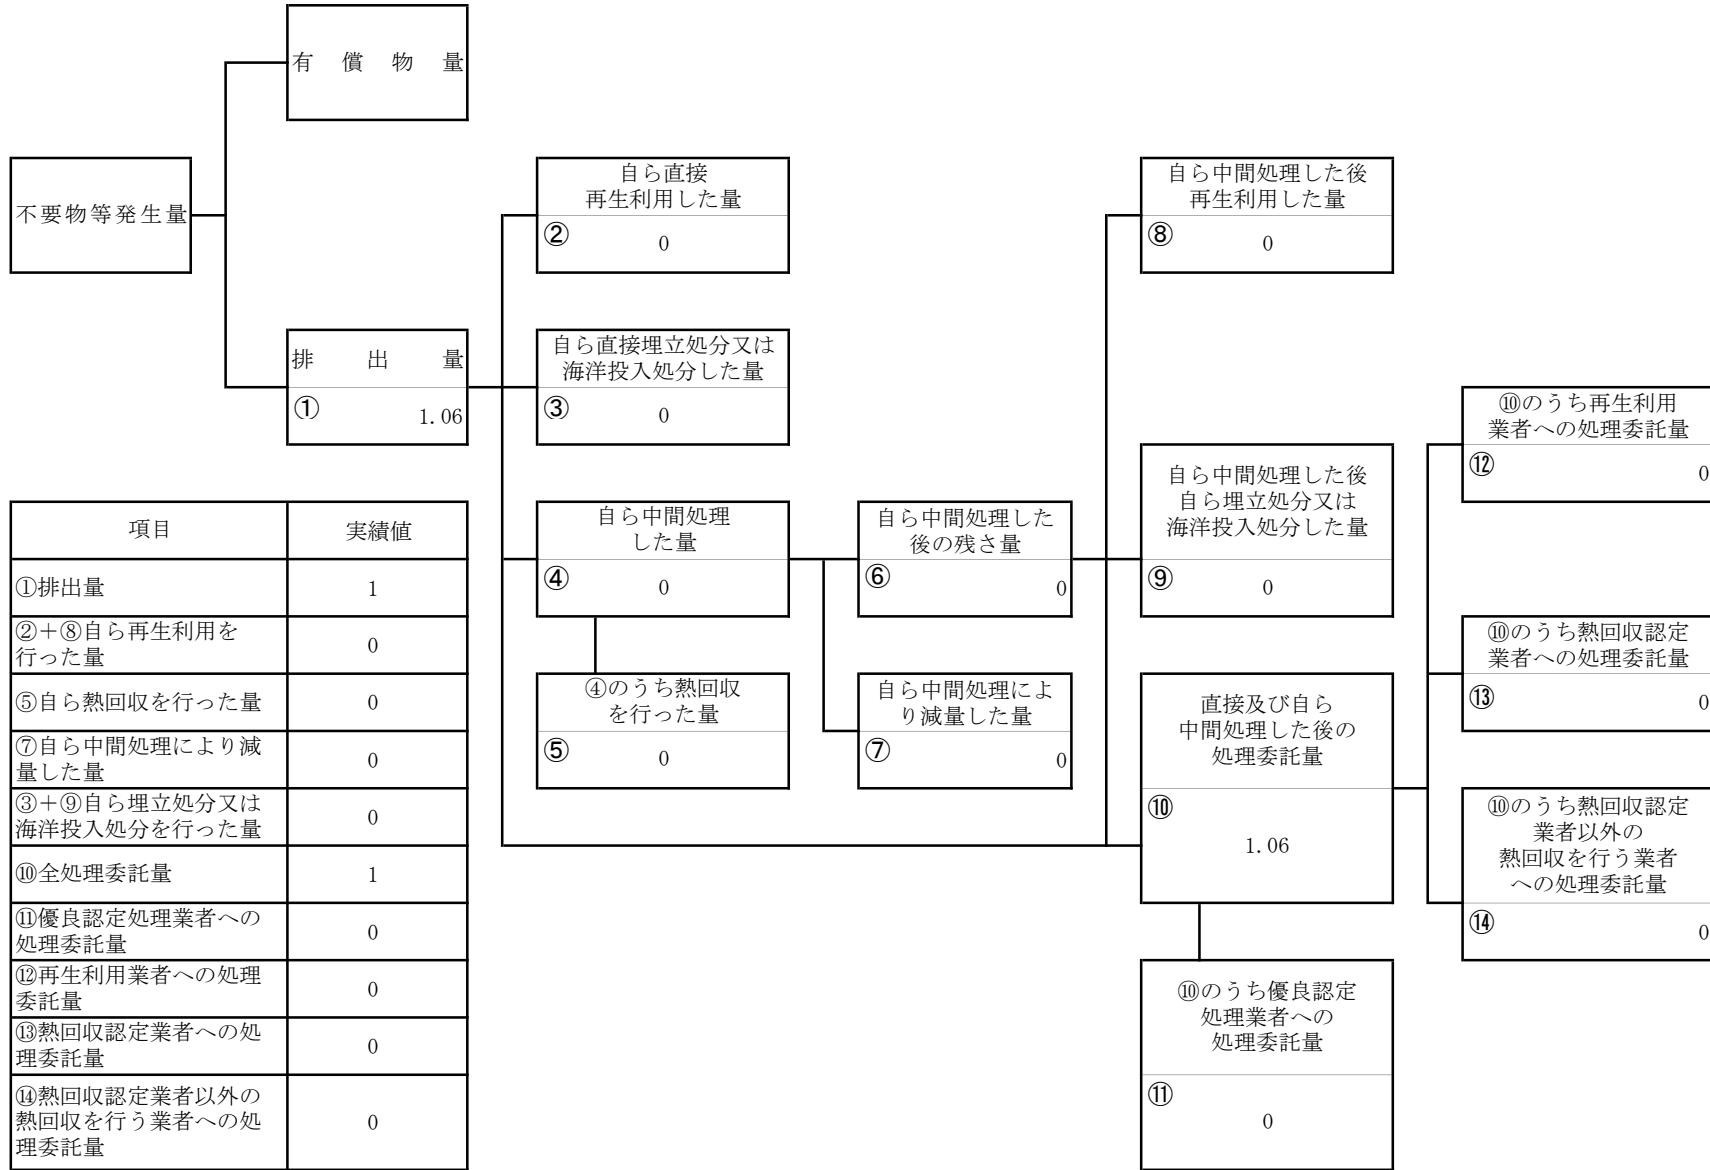 有償物量
不要物等発生量
排出量
① 1.06
自ら直接
再生利用した量
② 0
自ら直接埋立処分又は
海洋投入処分した量
③ 0
自ら中間処理
した量
④ 0
④のうち熱回収
を行った量
⑤ 0
自ら中間処理した
後の残さ量
⑥ 0
自ら中間処理によ
り減量した量
⑦ 0
自ら中間処理した後
再生利用した量
⑧ 0
自ら中間処理した後
自ら埋立処分又は
海洋投入処分した量
⑨ 0
直接及び自ら
中間処理した後の
処理委託量
⑩
1.06
⑩のうち優良認定
処理業者への
処理委託量
⑪
0
⑩のうち再生利用
業者への処理委託量
⑫ 0
⑩のうち熱回収認定
業者への処理委託量
⑬ 0
⑩のうち熱回収認定
業者以外の
熱回収を行う業者
への処理委託量
⑭ 0
項目 実績値
①排出量 1
②＋⑧自ら再生利用を
行った量 0
⑤自ら熱回収を行った量 0
⑦自ら中間処理により減
量した量 0
③＋⑨自ら埋立処分又は
海洋投入処分を行った量 0
⑩全処理委託量 1
⑪優良認定処理業者への
処理委託量 0
⑫再生利用業者への処理
委託量 0
⑬熱回収認定業者への処
理委託量 0
⑭熱回収認定業者以外の
熱回収を行う業者への処
理委託量 0